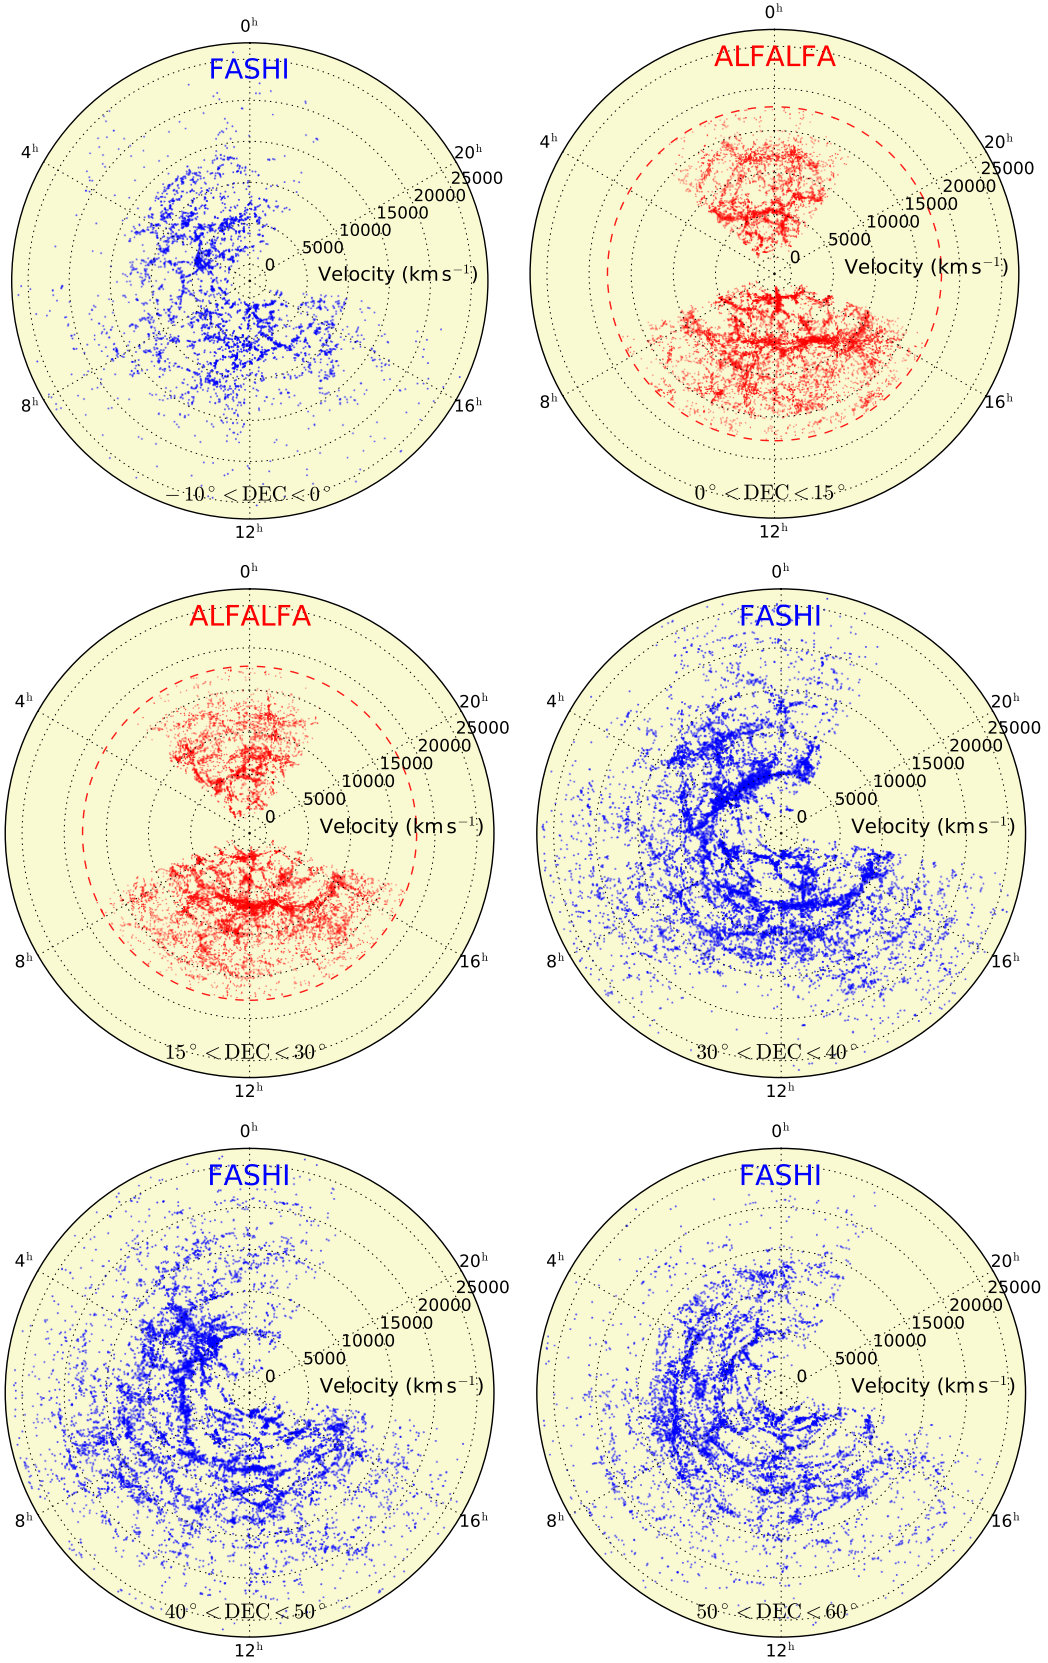 0ʰ
FASHI
4ʰ
20ʰ
25000
20000
15000
10000
5000
0
Velocity (km s⁻¹)
8ʰ
16ʰ
−10° < DEC < 0°
12ʰ
0ʰ
ALFALFA
4ʰ
20ʰ
25000
20000
15000
10000
5000
0
Velocity (km s⁻¹)
8ʰ
16ʰ
0° < DEC < 15°
12ʰ
0ʰ
ALFALFA
4ʰ
20ʰ
25000
20000
15000
10000
5000
0
Velocity (km s⁻¹)
8ʰ
16ʰ
15° < DEC < 30°
12ʰ
0ʰ
FASHI
4ʰ
20ʰ
25000
20000
15000
10000
5000
0
Velocity (km s⁻¹)
8ʰ
16ʰ
30° < DEC < 40°
12ʰ
0ʰ
FASHI
4ʰ
20ʰ
25000
20000
15000
10000
5000
0
Velocity (km s⁻¹)
8ʰ
16ʰ
40° < DEC < 50°
12ʰ
0ʰ
FASHI
4ʰ
20ʰ
25000
20000
15000
10000
5000
0
Velocity (km s⁻¹)
8ʰ
16ʰ
50° < DEC < 60°
12ʰ